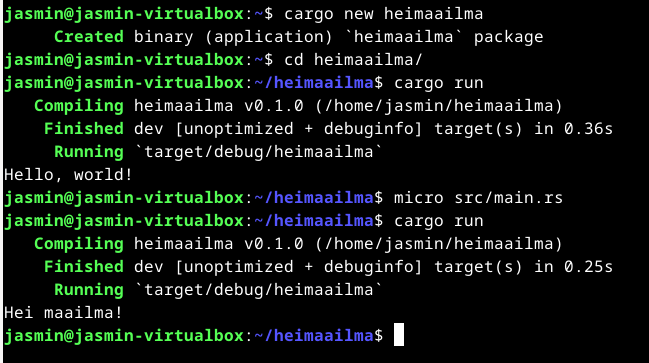 jasmin@jasmin-virtualbox:~$ cargo new heimaailma
     Created binary (application) `heimaailma` package
jasmin@jasmin-virtualbox:~$ cd heimaailma/
jasmin@jasmin-virtualbox:~/heimaailma$ cargo run
   Compiling heimaailma v0.1.0 (/home/jasmin/heimaailma)
    Finished dev [unoptimized + debuginfo] target(s) in 0.36s
     Running `target/debug/heimaailma`
Hello, world!
jasmin@jasmin-virtualbox:~/heimaailma$ micro src/main.rs
jasmin@jasmin-virtualbox:~/heimaailma$ cargo run
   Compiling heimaailma v0.1.0 (/home/jasmin/heimaailma)
    Finished dev [unoptimized + debuginfo] target(s) in 0.25s
     Running `target/debug/heimaailma`
Hei maailma!
jasmin@jasmin-virtualbox:~/heimaailma$